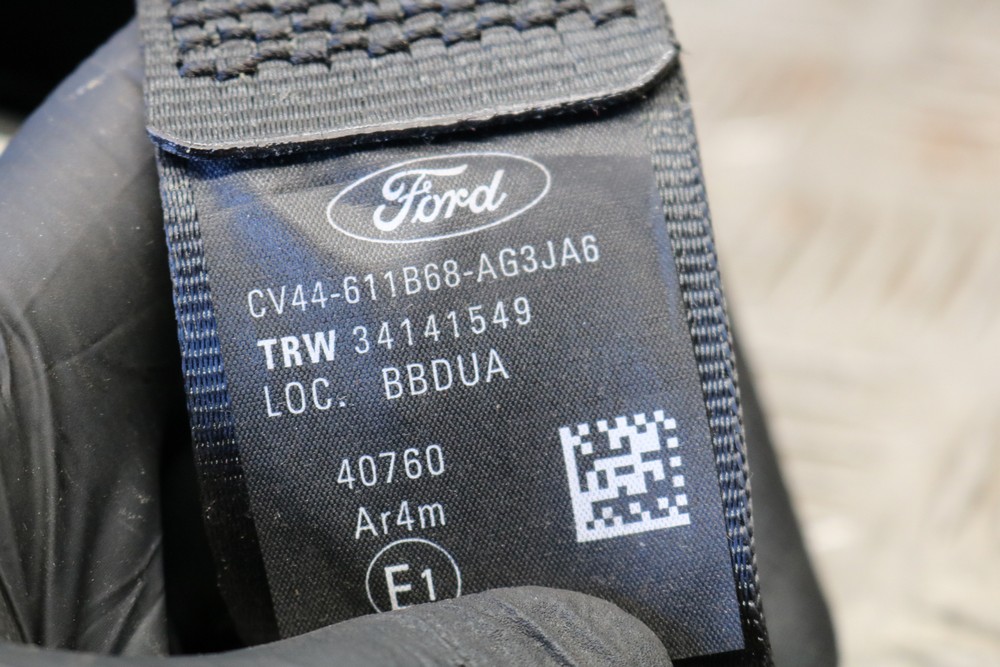 Ford
CV44-611B68-AG3JA6
TRW 34141549
LOC. BBDUA
40760
Ar4m
E1